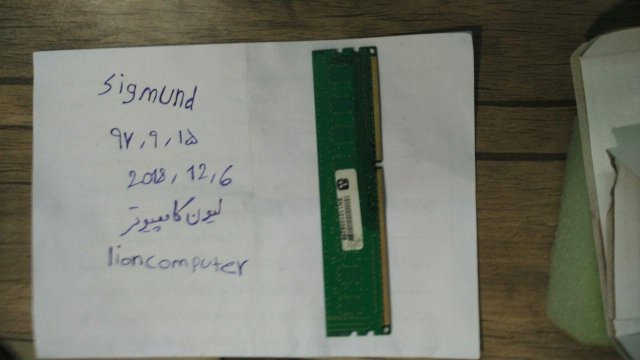 sigmund
۹۷,۹,۱۵
2018,12,6
لیون کامپیوتر
lioncomputer